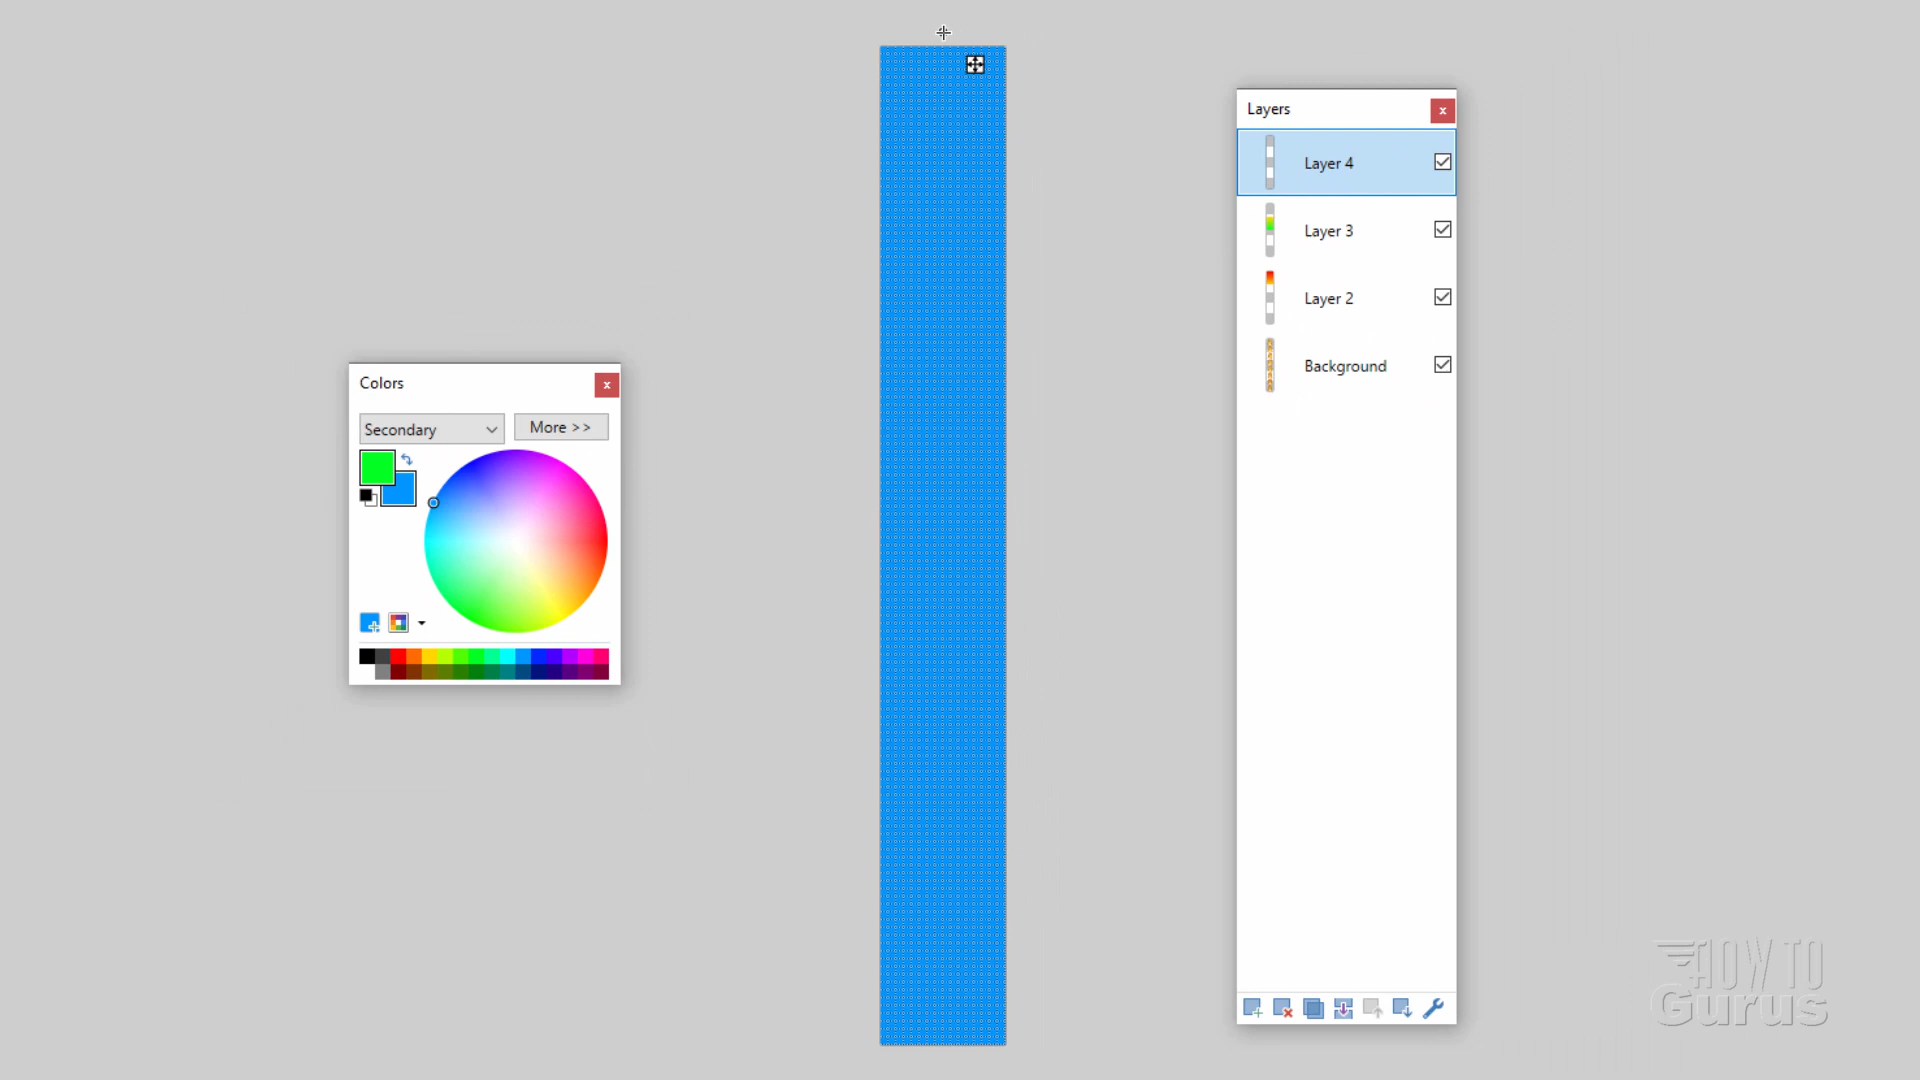 Layers
x
Layer 4
Layer 3
Layer 2
Background
Colors
x
Secondary
More >>
HOW TO
Gurus